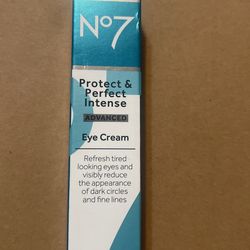 No7
Protect &
Perfect
Intense
ADVANCED
Eye Cream
Refresh tired
looking eyes and
visibly reduce
the appearance
of dark circles
and fine lines